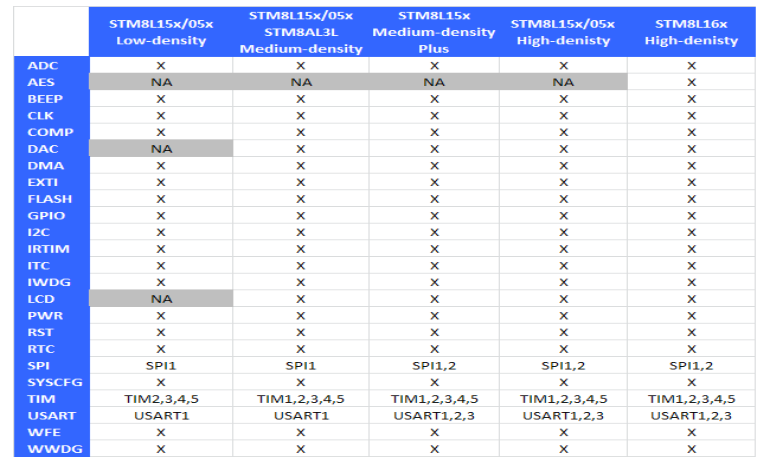 STM8L15x/05x Low-density STM8L15x/05x STM8AL3L Medium-density STM8L15x Medium-density Plus STM8L15x/05x High-denisty STM8L16x High-denisty
ADC X X X X X
AES NA NA NA NA X
BEEP X X X X X
CLK X X X X X
COMP X X X X X
DAC NA X X X X
DMA X X X X X
EXTI X X X X X
FLASH X X X X X
GPIO X X X X X
I2C X X X X X
IRTIM X X X X X
ITC X X X X X
IWDG X X X X X
LCD NA X X X X
PWR X X X X X
RST X X X X X
RTC X X X X X
SPI SPI1 SPI1 SPI1,2 SPI1,2 SPI1,2
SYSCFG X X X X X
TIM TIM2,3,4,5 TIM1,2,3,4,5 TIM1,2,3,4,5 TIM1,2,3,4,5 TIM1,2,3,4,5
USART USART1 USART1 USART1,2,3 USART1,2,3 USART1,2,3
WFE X X X X X
WWDG X X X X X